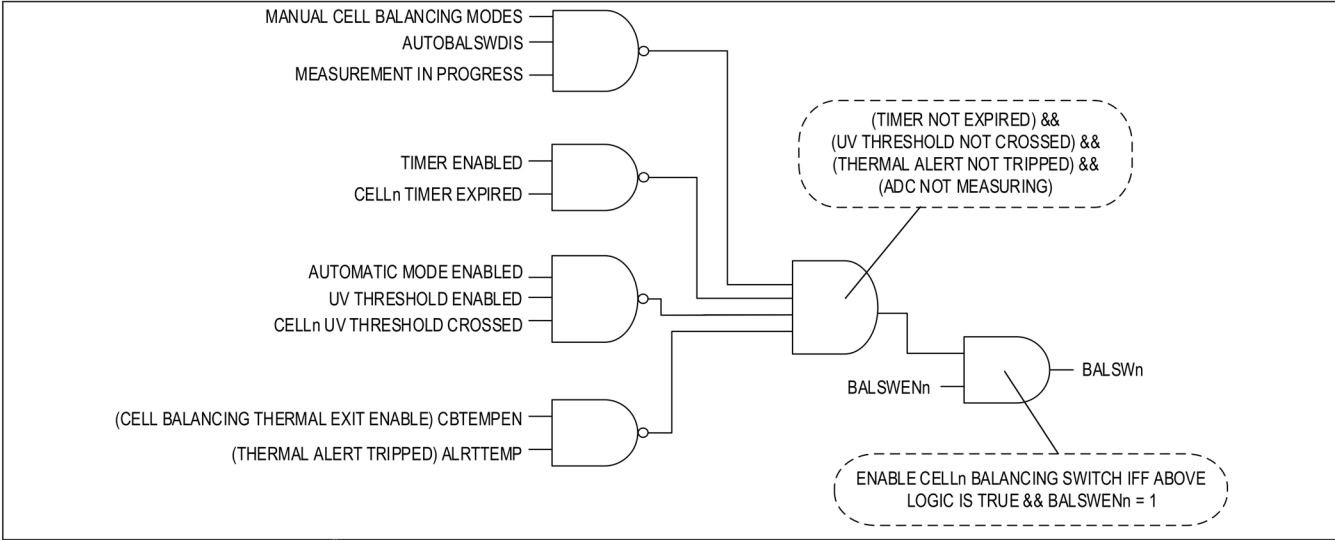 MANUAL CELL BALANCING MODES
AUTOBALSWDIS
MEASUREMENT IN PROGRESS
TIMER ENABLED
CELLn TIMER EXPIRED
AUTOMATIC MODE ENABLED
UV THRESHOLD ENABLED
CELLn UV THRESHOLD CROSSED
(CELL BALANCING THERMAL EXIT ENABLE) CBTEMPEN
(THERMAL ALERT TRIPPED) ALRTTEMP
(TIMER NOT EXPIRED) &&
(UV THRESHOLD NOT CROSSED) &&
(THERMAL ALERT NOT TRIPPED) &&
(ADC NOT MEASURING)
BALSWENn
BALSWn
ENABLE CELLn BALANCING SWITCH IFF ABOVE
LOGIC IS TRUE && BALSWENn = 1